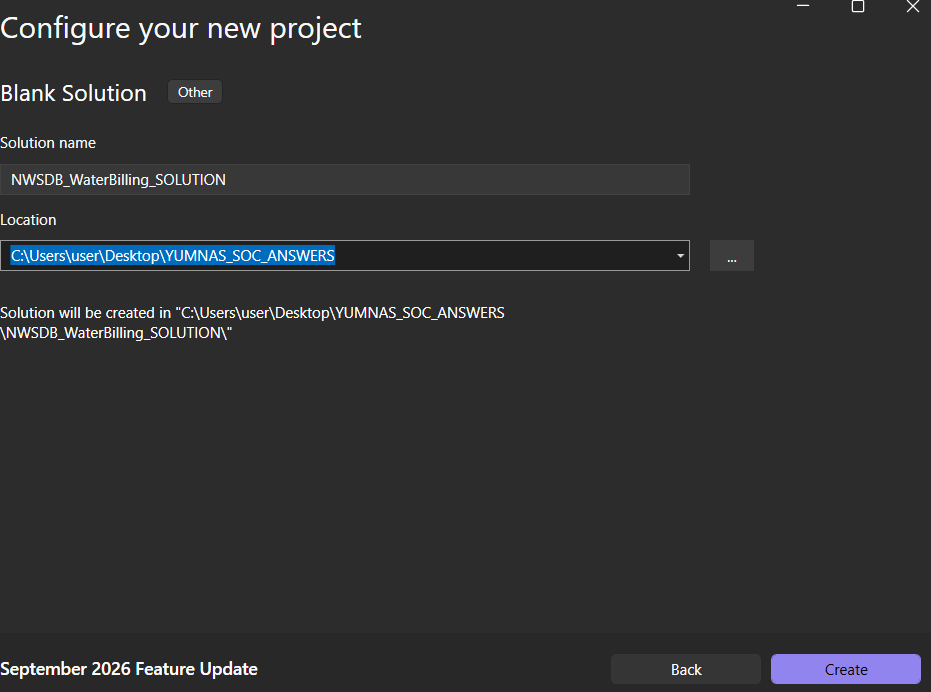 Configure your new project
Blank Solution Other
Solution name
NWSDB_WaterBilling_SOLUTION
Location
C:\Users\user\Desktop\YUMNAS_SOC_ANSWERS
...
Solution will be created in "C:\Users\user\Desktop\YUMNAS_SOC_ANSWERS
\NWSDB_WaterBilling_SOLUTION\"
September 2026 Feature Update
Back
Create